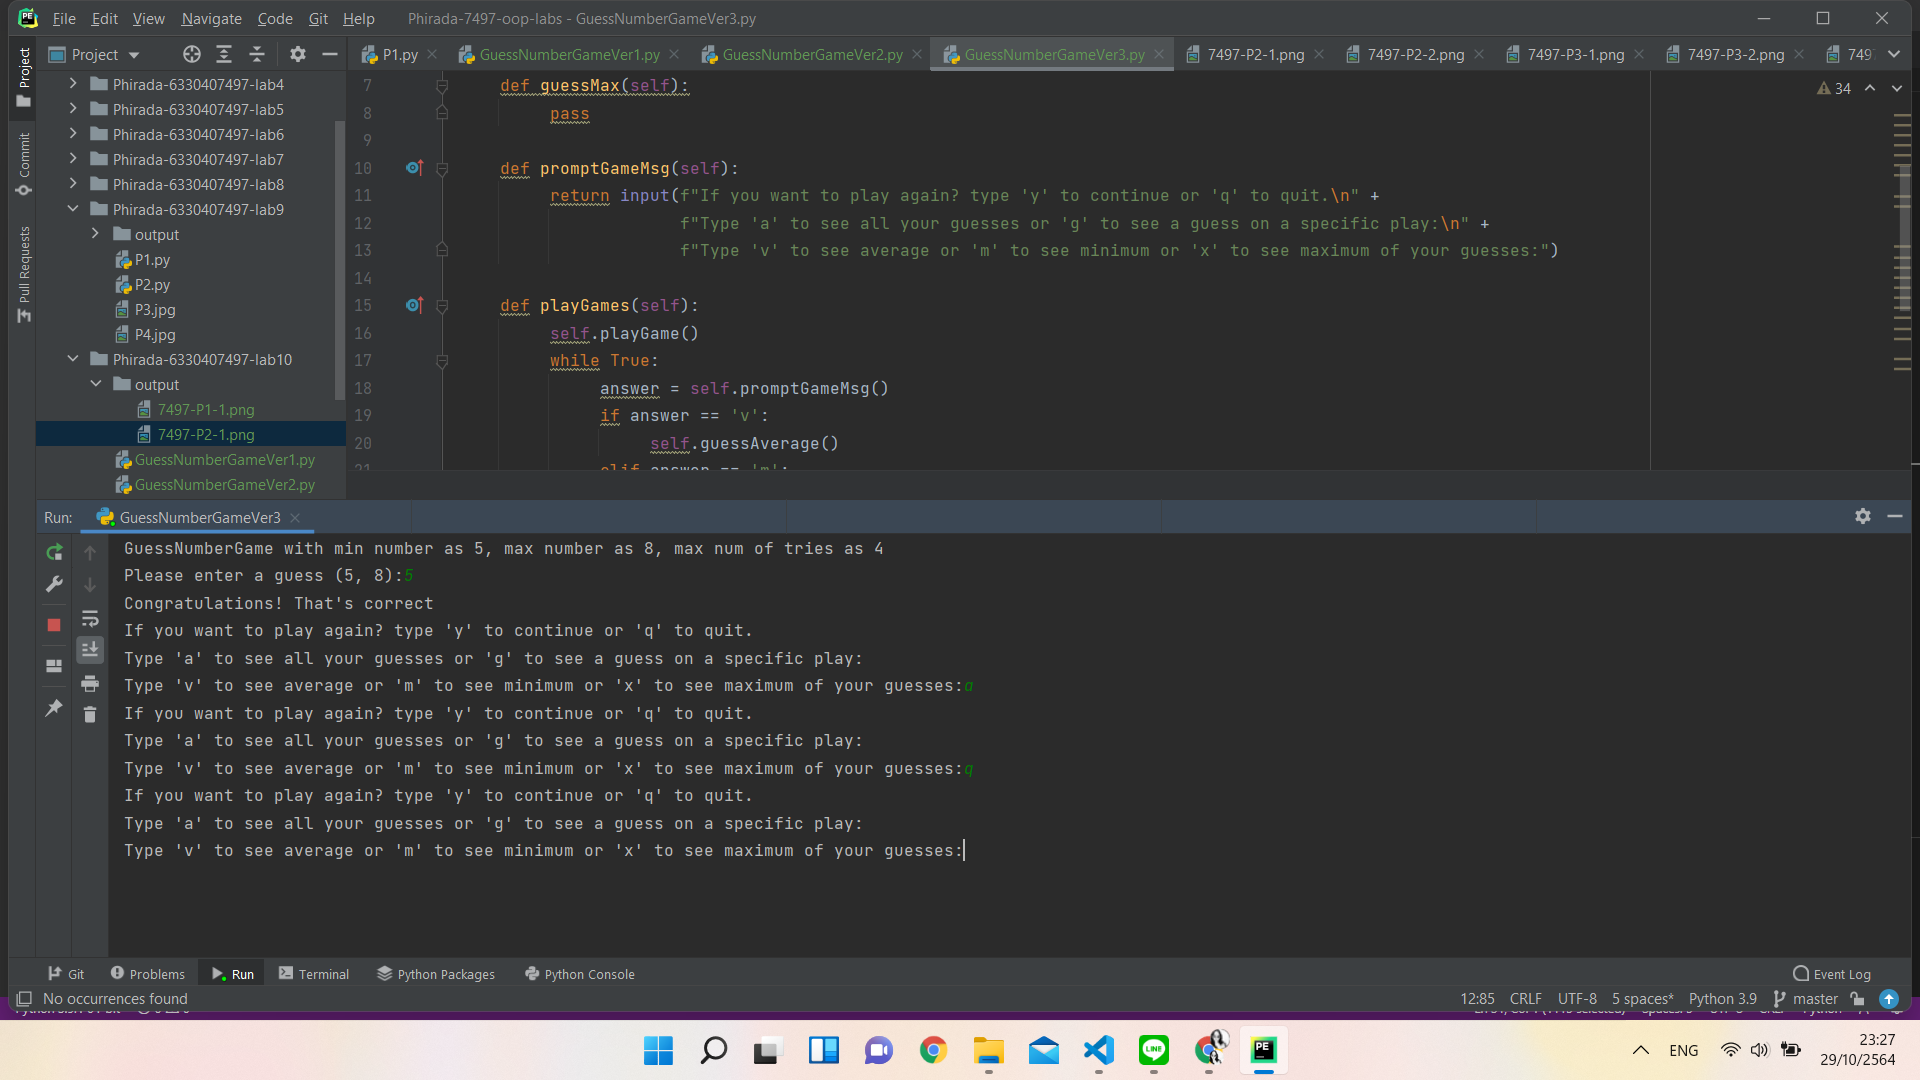 File Edit View Navigate Code Git Help Phirada-7497-oop-labs - GuessNumberGameVer3.py
Project
P1.py GuessNumberGameVer1.py GuessNumberGameVer2.py GuessNumberGameVer3.py 7497-P2-1.png 7497-P2-2.png 7497-P3-1.png 7497-P3-2.png 749
Project
Commit
Pull Requests
Phirada-6330407497-lab4
Phirada-6330407497-lab5
Phirada-6330407497-lab6
Phirada-6330407497-lab7
Phirada-6330407497-lab8
Phirada-6330407497-lab9
output
P1.py
P2.py
P3.jpg
P4.jpg
Phirada-6330407497-lab10
output
7497-P1-1.png
7497-P2-1.png
GuessNumberGameVer1.py
GuessNumberGameVer2.py
34
7 def guessMax(self):
8 pass
9
10 def promptGameMsg(self):
11 return input(f"If you want to play again? type 'y' to continue or 'q' to quit.\n" +
12 f"Type 'a' to see all your guesses or 'g' to see a guess on a specific play:\n" +
13 f"Type 'v' to see average or 'm' to see minimum or 'x' to see maximum of your guesses:")
14
15 def playGames(self):
16 self.playGame()
17 while True:
18 answer = self.promptGameMsg()
19 if answer == 'v':
20 self.guessAverage()
21 elif answer == 'm':
Run: GuessNumberGameVer3
GuessNumberGame with min number as 5, max number as 8, max num of tries as 4
Please enter a guess (5, 8):5
Congratulations! That's correct
If you want to play again? type 'y' to continue or 'q' to quit.
Type 'a' to see all your guesses or 'g' to see a guess on a specific play:
Type 'v' to see average or 'm' to see minimum or 'x' to see maximum of your guesses:a
If you want to play again? type 'y' to continue or 'q' to quit.
Type 'a' to see all your guesses or 'g' to see a guess on a specific play:
Type 'v' to see average or 'm' to see minimum or 'x' to see maximum of your guesses:q
If you want to play again? type 'y' to continue or 'q' to quit.
Type 'a' to see all your guesses or 'g' to see a guess on a specific play:
Type 'v' to see average or 'm' to see minimum or 'x' to see maximum of your guesses:
Git Problems Run Terminal Python Packages Python Console Event Log
No occurrences found 12:85 CRLF UTF-8 5 spaces* Python 3.9 master
ENG
23:27
29/10/2564